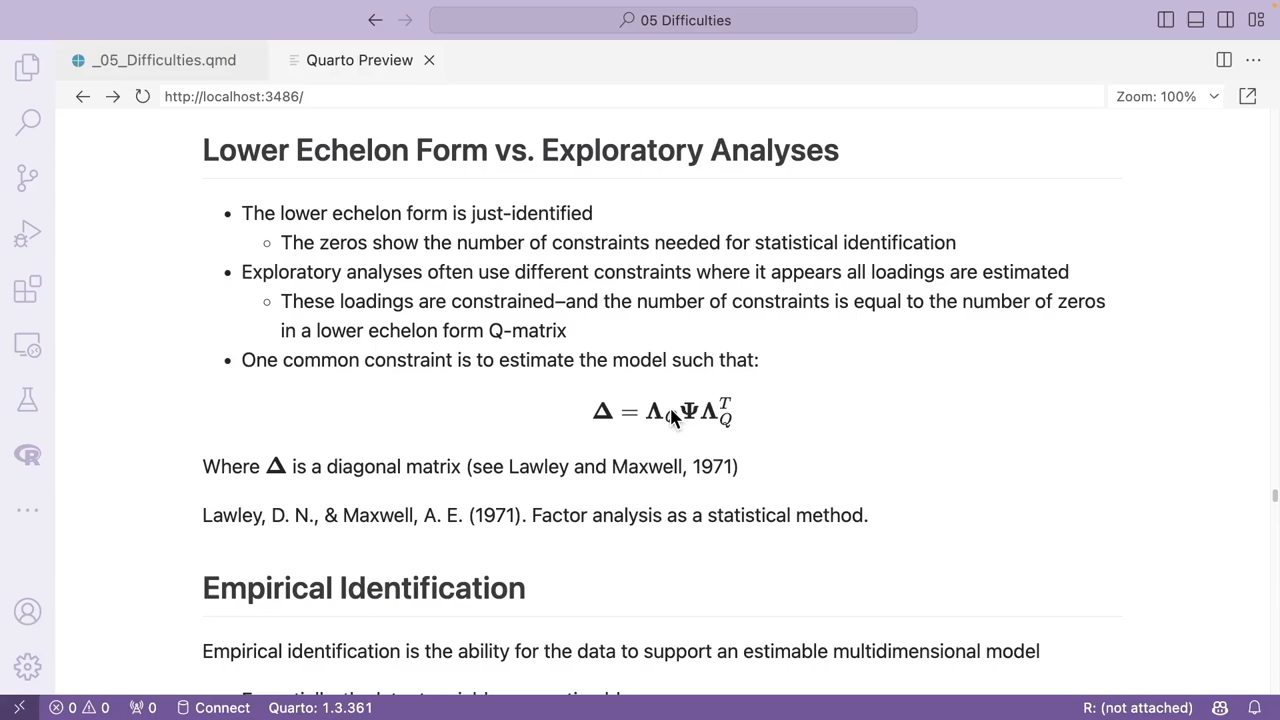 05 Difficulties
_05_Difficulties.qmd
Quarto Preview
http://localhost:3486/
Zoom: 100%
Lower Echelon Form vs. Exploratory Analyses
• The lower echelon form is just-identified
◦ The zeros show the number of constraints needed for statistical identification
• Exploratory analyses often use different constraints where it appears all loadings are estimated
◦ These loadings are constrained–and the number of constraints is equal to the number of zeros
in a lower echelon form Q-matrix
• One common constraint is to estimate the model such that:
Δ = Λ ΨΛ_Q^T
Where Δ is a diagonal matrix (see Lawley and Maxwell, 1971)
Lawley, D. N., & Maxwell, A. E. (1971). Factor analysis as a statistical method.
Empirical Identification
Empirical identification is the ability for the data to support an estimable multidimensional model
0 0 0 Connect Quarto: 1.3.361 R: (not attached)